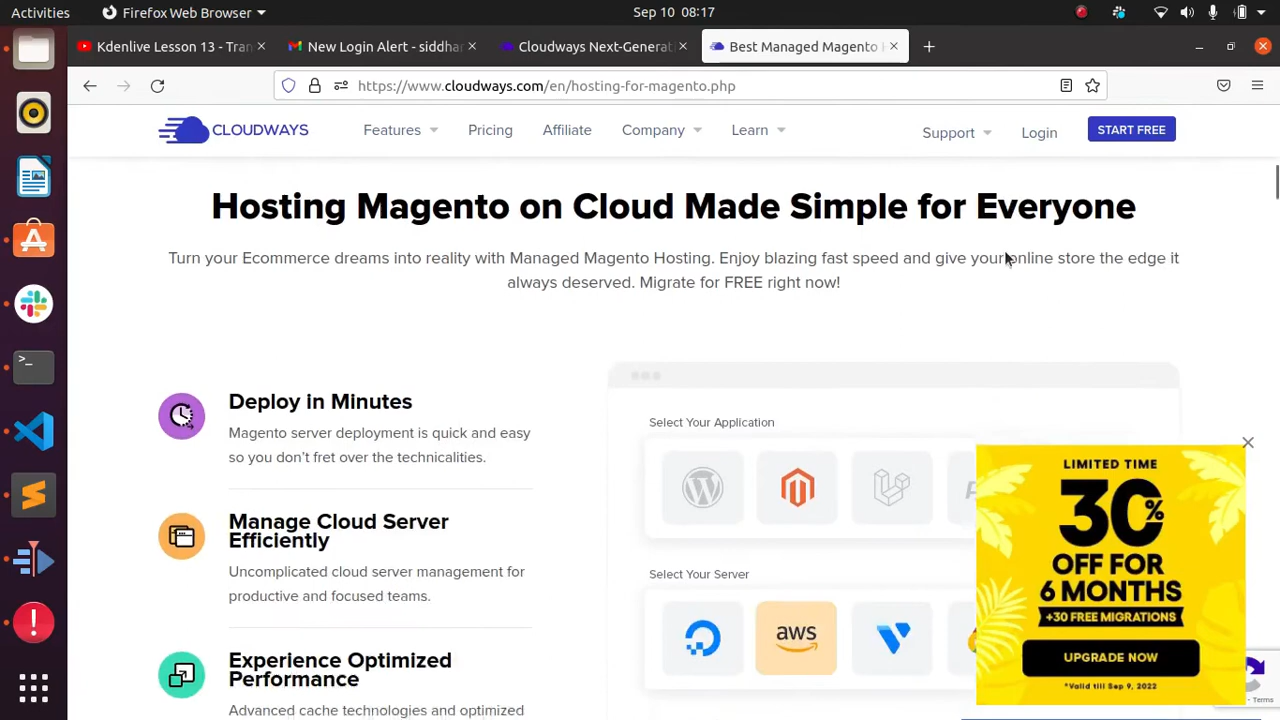 Activities
Firefox Web Browser
Sep 10 08:17
Kdenlive Lesson 13 - Tran
New Login Alert - siddhar
Cloudways Next-Generati
Best Managed Magento H
https://www.cloudways.com/en/hosting-for-magento.php
CLOUDWAYS
Features
Pricing
Affiliate
Company
Learn
Support
Login
START FREE
Hosting Magento on Cloud Made Simple for Everyone
Turn your Ecommerce dreams into reality with Managed Magento Hosting. Enjoy blazing fast speed and give your online store the edge it
always deserved. Migrate for FREE right now!
Deploy in Minutes
Magento server deployment is quick and easy
so you don't fret over the technicalities.
Manage Cloud Server
Efficiently
Uncomplicated cloud server management for
productive and focused teams.
Experience Optimized
Performance
Advanced cache technologies and optimized
Select Your Application
Select Your Server
aws
LIMITED TIME
30%
OFF FOR
6 MONTHS
+30 FREE MIGRATIONS
UPGRADE NOW
*Valid till Sep 9, 2022
- Terms